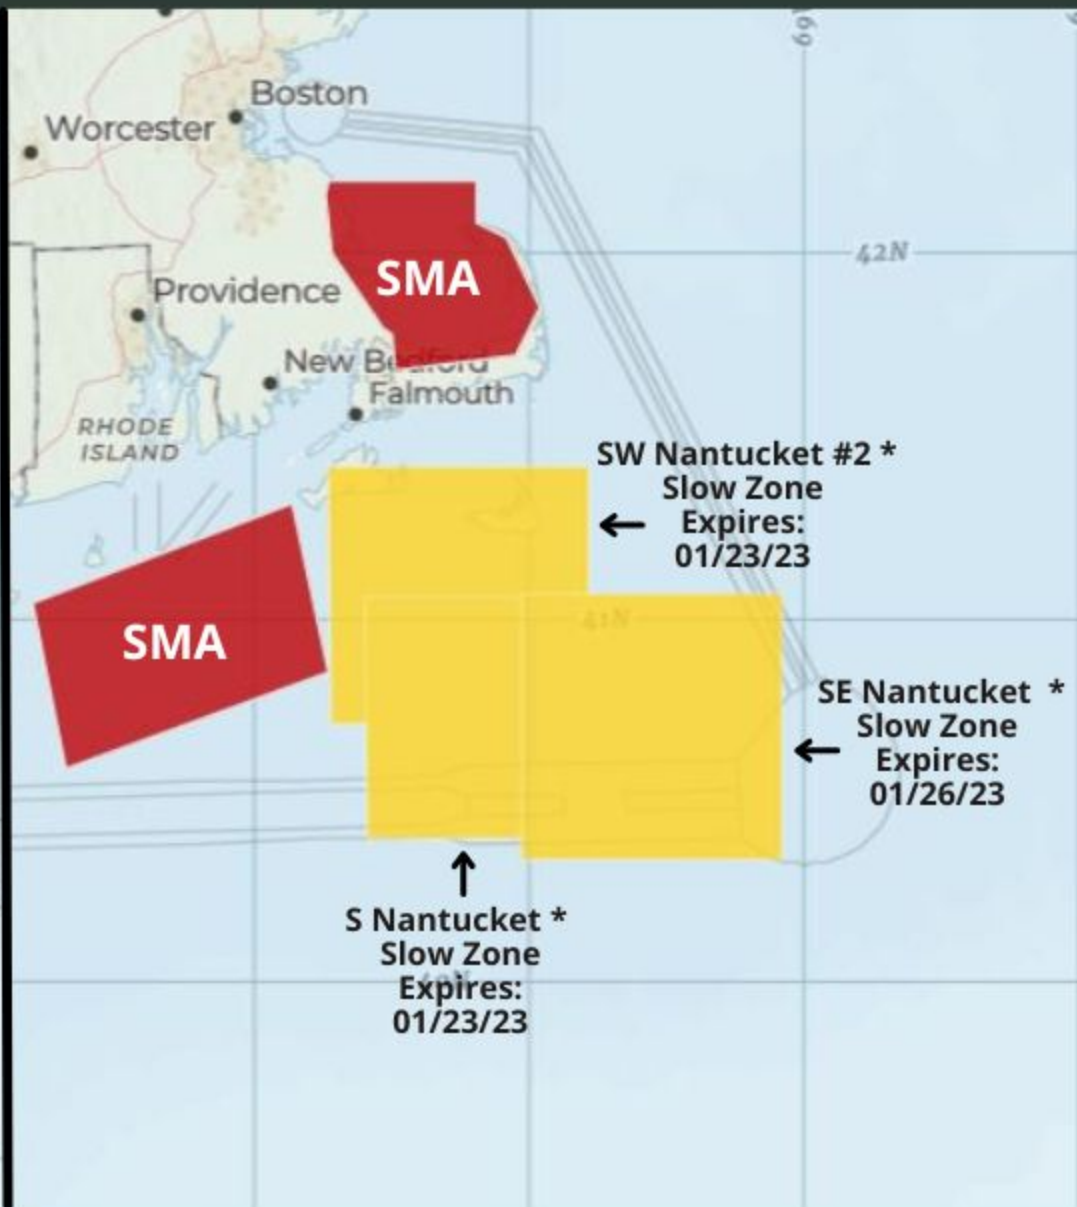 69
Boston
Worcester
42N
SMA
Providence
New Bedford
Falmouth
RHODE
ISLAND
SW Nantucket #2 *
Slow Zone
Expires:
01/23/23
41N
SMA
SE Nantucket *
Slow Zone
Expires:
01/26/23
S Nantucket *
Slow Zone
Expires:
01/23/23